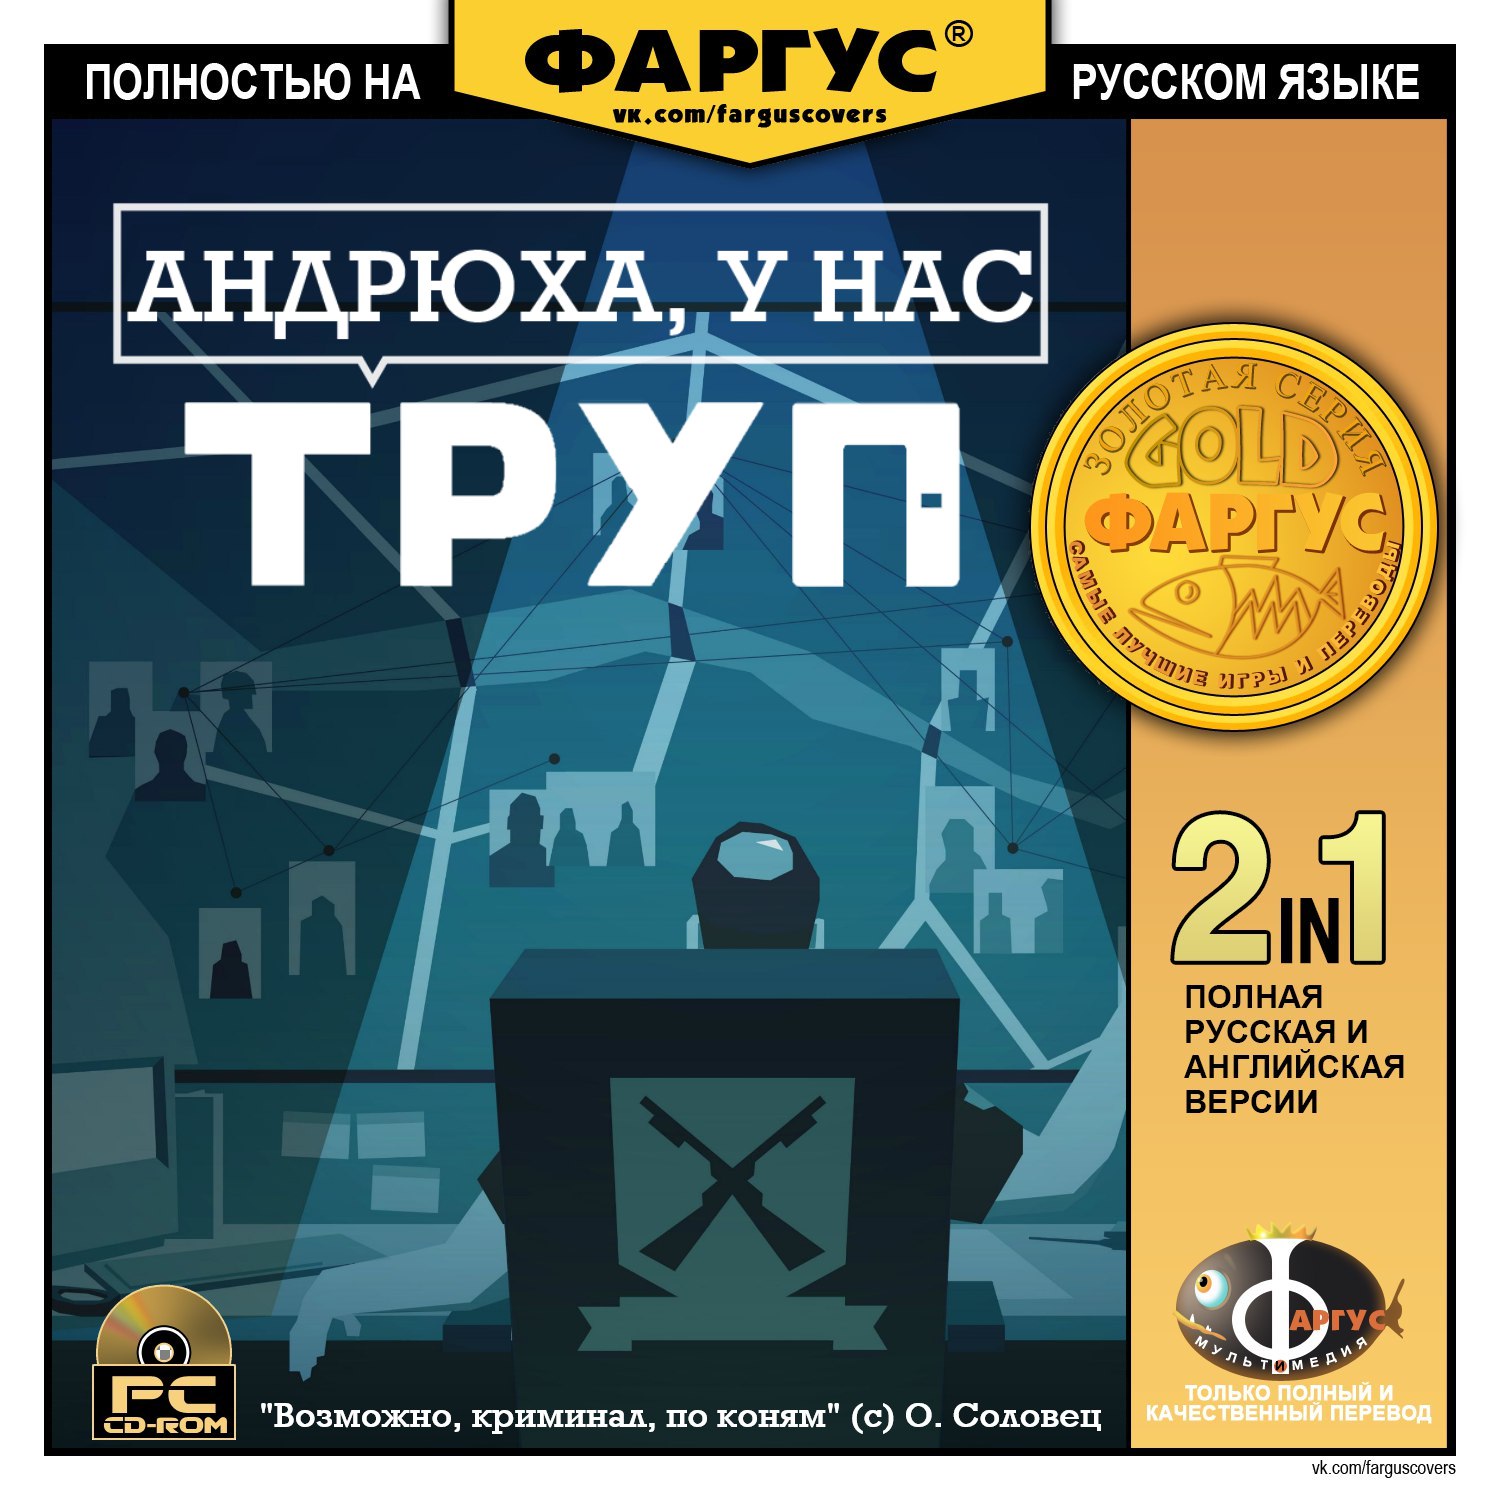 ФАРГУС®
vk.com/farguscovers
ПОЛНОСТЬЮ НА РУССКОМ ЯЗЫКЕ
АНДРЮХА, У НАС
ТРУП
ЗОЛОТАЯ СЕРИЯ
GOLD
ФАРГУС
САМЫЕ ЛУЧШИЕ ИГРЫ И ПЕРЕВОДЫ
2IN1
ПОЛНАЯ
РУССКАЯ И
АНГЛИЙСКАЯ
ВЕРСИИ
ФАРГУС
МУЛЬТИМЕДИЯ
ТОЛЬКО ПОЛНЫЙ И
КАЧЕСТВЕННЫЙ ПЕРЕВОД
PC
CD-ROM
"Возможно, криминал, по коням" (с) О. Соловец
vk.com/farguscovers